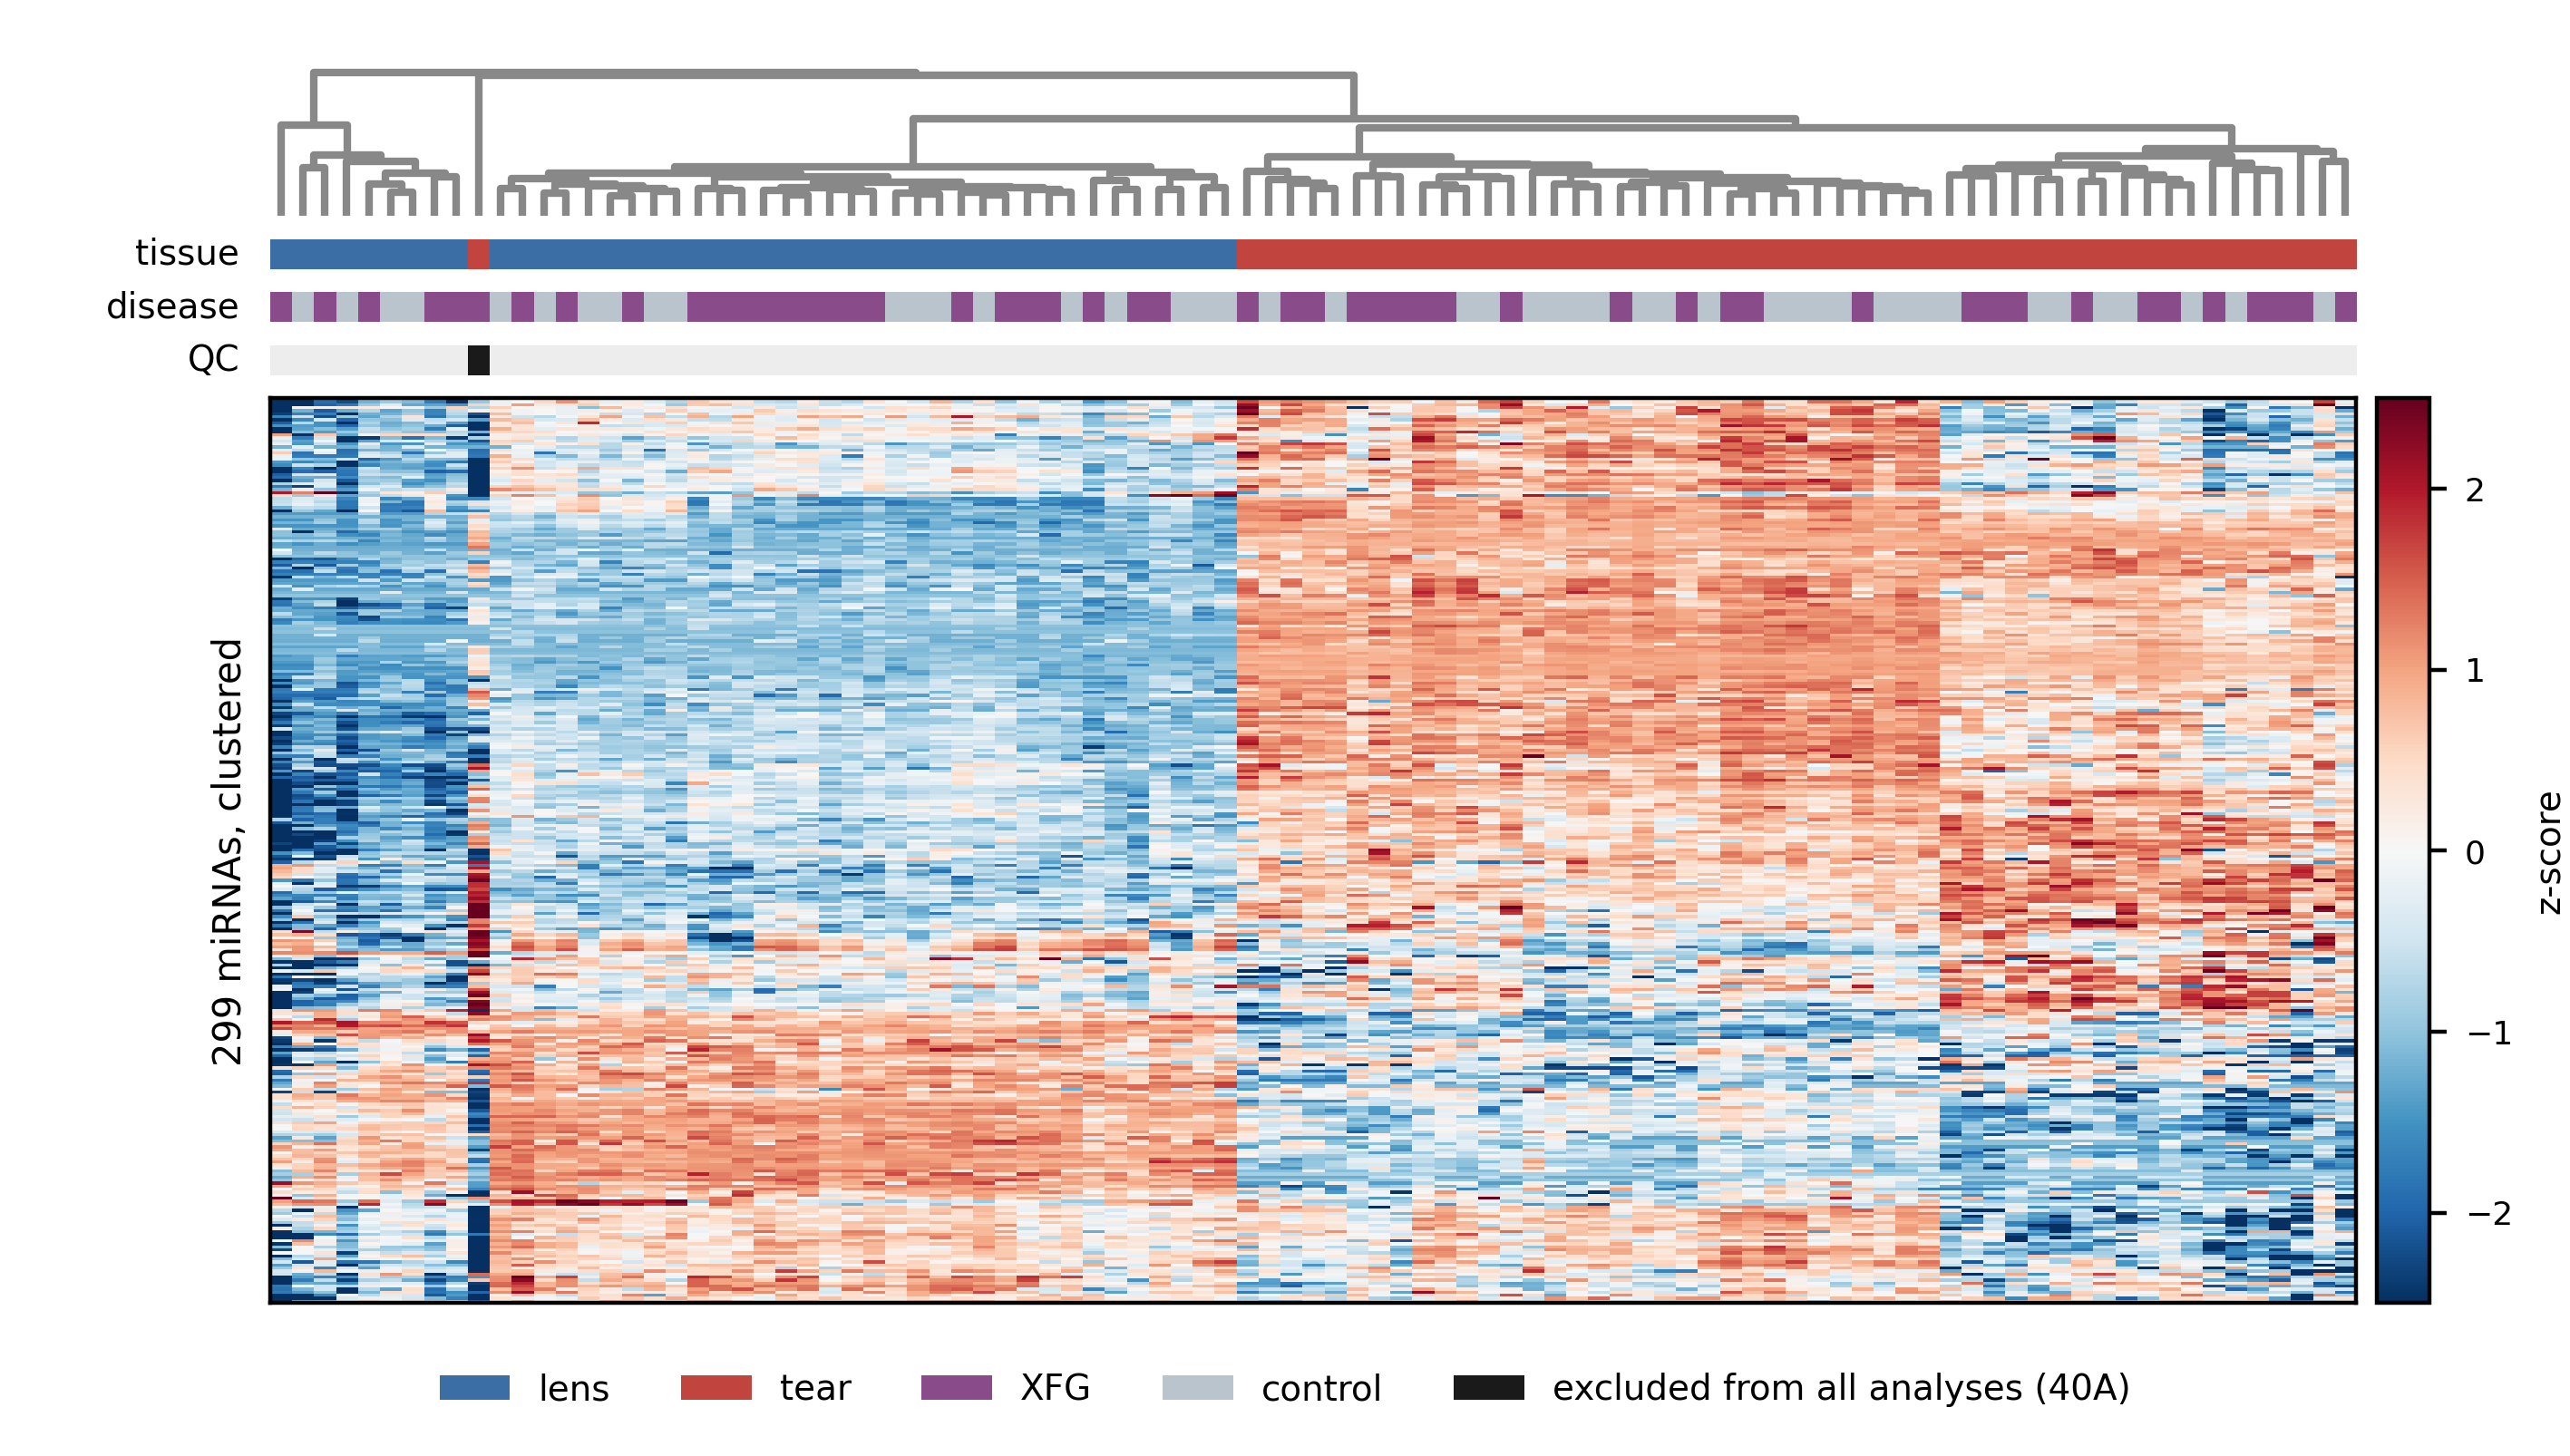 tissue
disease
QC
299 miRNAs, clustered
2
1
0
−1
−2
z-score
lens tear XFG control excluded from all analyses (40A)